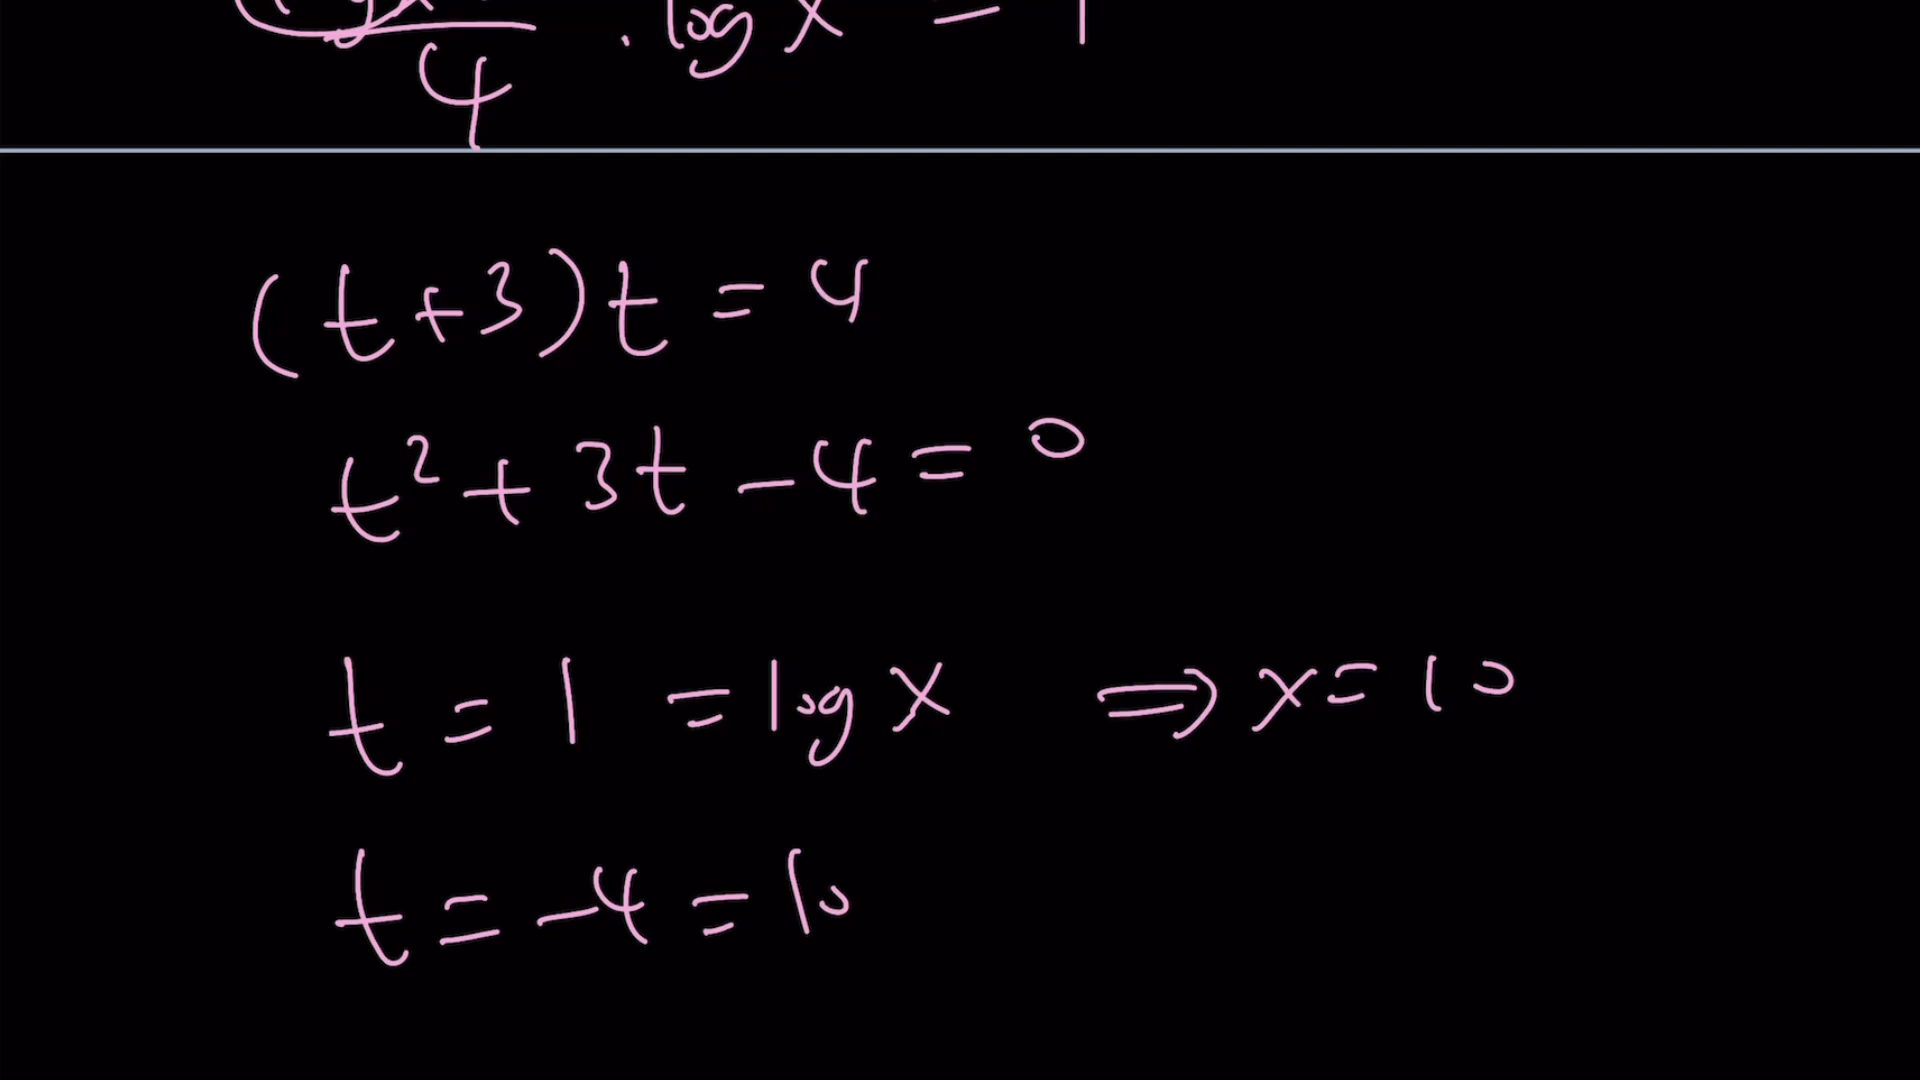 4 . log x = 1
(t+3)t = 4
t² + 3t - 4 = 0
t = 1 = log x ⇒ x = 10
t = -4 = lo